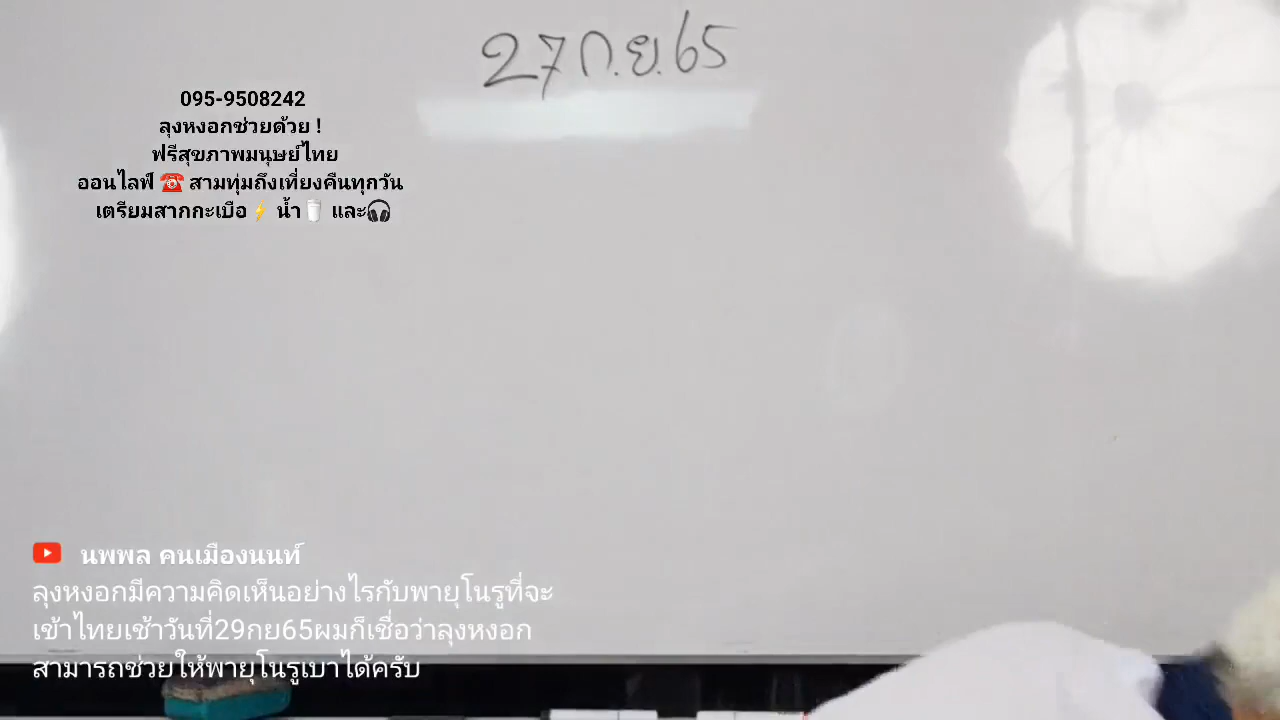 27 ก.ย. 65
095-9508242
ลุงหงอกช่วยด้วย !
ฟรีสุขภาพมนุษย์ไทย
ออนไลฟ์ ☎️ สามทุ่มถึงเที่ยงคืนทุกวัน
เตรียมสากกะเบือ⚡ น้ำ🥛 และ🎧
นพพล คนเมืองนนท์
ลุงหงอกมีความคิดเห็นอย่างไรกับพายุโนรูที่จะ
เข้าไทยเช้าวันที่29กย65ผมก็เชื่อว่าลุงหงอก
สามารถช่วยให้พายุโนรูเบาได้ครับ